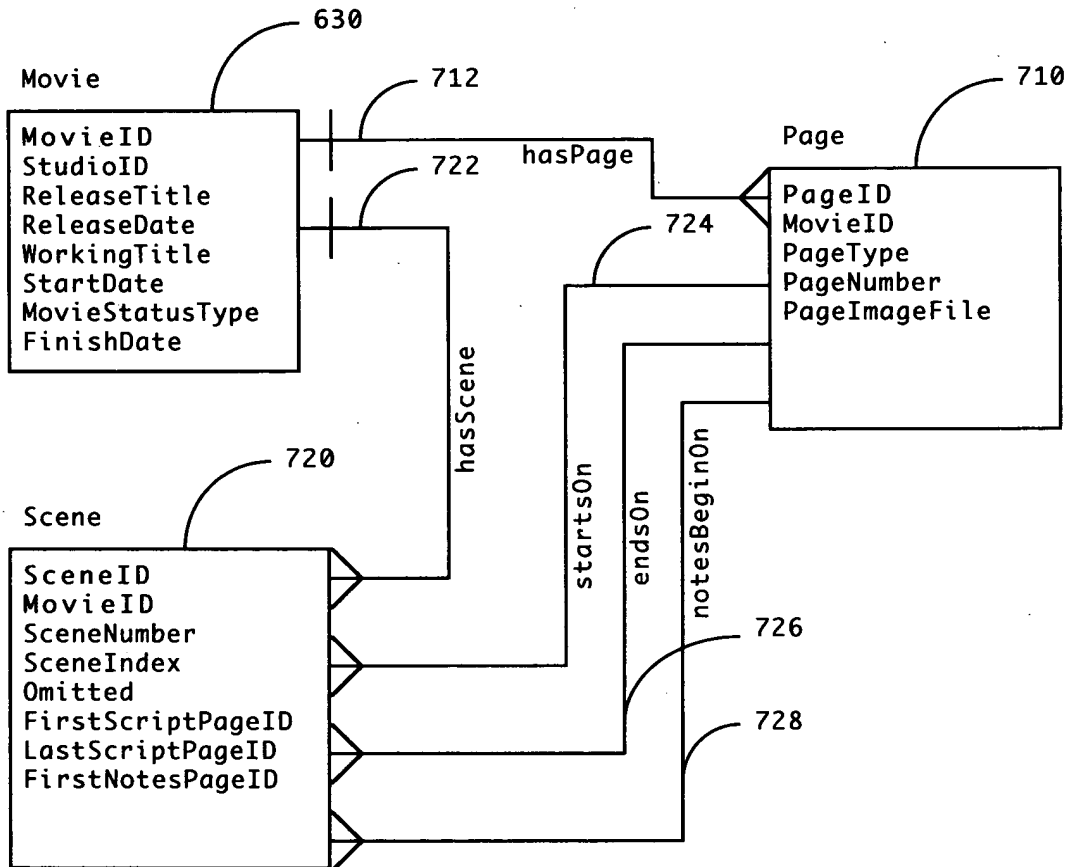 630
Movie
712
710
MovieID
StudioID
ReleaseTitle
ReleaseDate
WorkingTitle
StartDate
MovieStatusType
FinishDate
hasPage
722
Page
PageID
MovieID
PageType
PageNumber
PageImageFile
724
hasScene
720
Scene
SceneID
MovieID
SceneNumber
SceneIndex
Omitted
FirstScriptPageID
LastScriptPageID
FirstNotesPageID
startsOn
endsOn
notesBeginOn
726
728